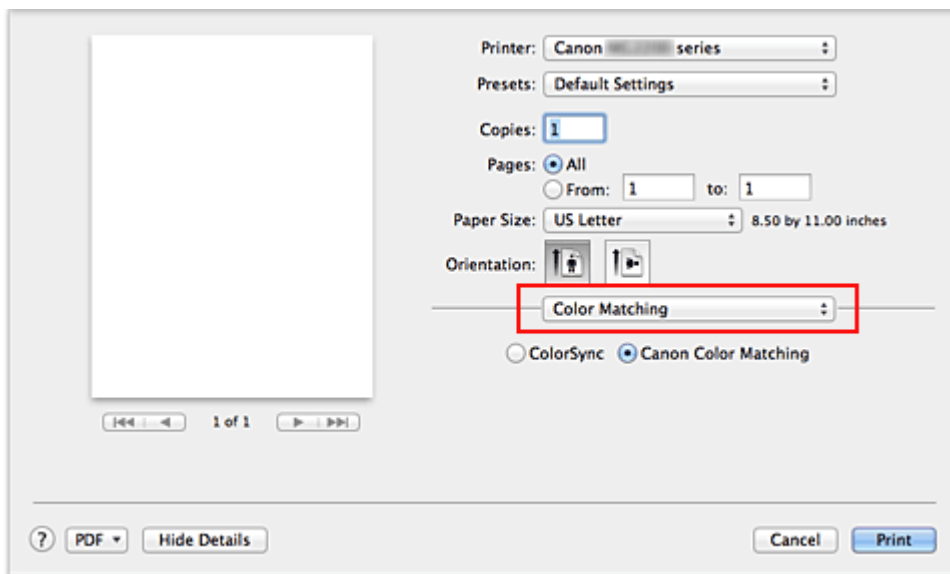 Printer: Canon series
Presets: Default Settings
Copies: 1
Pages: All
From: 1 to: 1
Paper Size: US Letter 8.50 by 11.00 inches
Orientation:
Color Matching
ColorSync Canon Color Matching
1 of 1
? PDF Hide Details Cancel Print